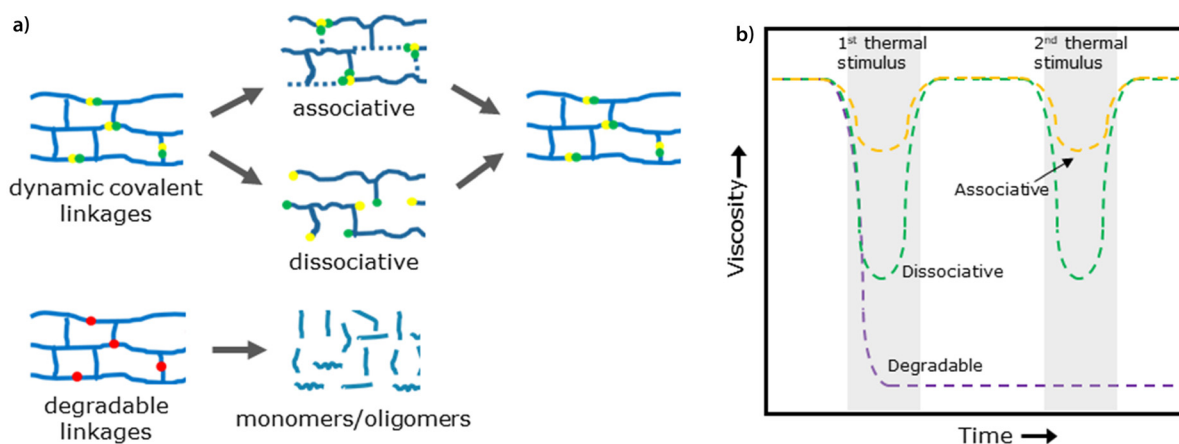 a)
associative
dynamic covalent
linkages
dissociative
degradable
linkages
monomers/oligomers
b)
1st thermal
stimulus
2nd thermal
stimulus
Viscosity
Associative
Dissociative
Degradable
Time